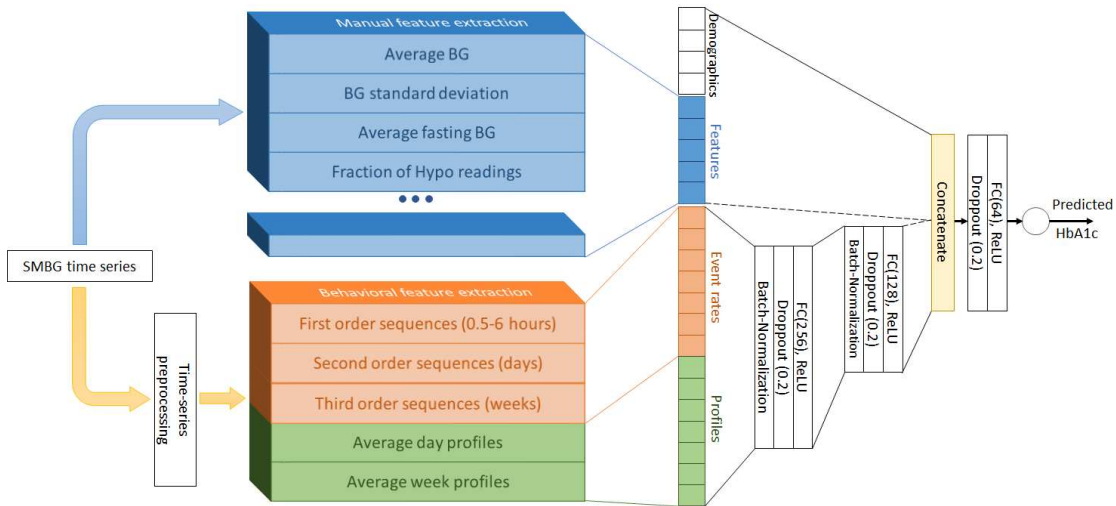 SMBG time series
Manual feature extraction
Average BG
BG standard deviation
Average fasting BG
Fraction of Hypo readings
Time-series
preprocessing
Behavioral feature extraction
First order sequences (0.5-6 hours)
Second order sequences (days)
Third order sequences (weeks)
Average day profiles
Average week profiles
Demographics
Features
Event rates
Profiles
FC(256), ReLU
Droppout (0.2)
Batch-Normalization
FC(128), ReLU
Droppout (0.2)
Batch-Normalization
Concatenate
FC(64), ReLU
Droppout (0.2)
Predicted
HbA1c